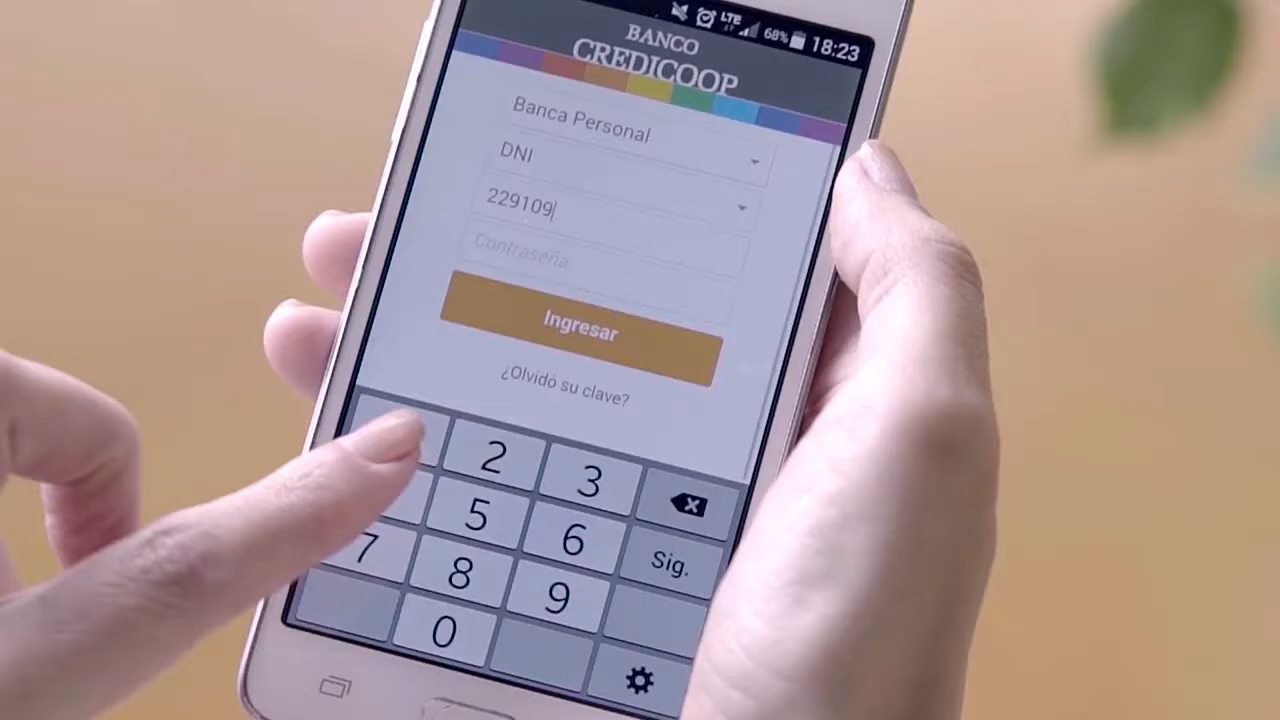 LTE 68% 18:23
BANCO
CREDICOOP
Banca Personal
DNI
229109
Contraseña
Ingresar
¿Olvidó su clave?
2 3
5 6 Sig.
7 8 9
0